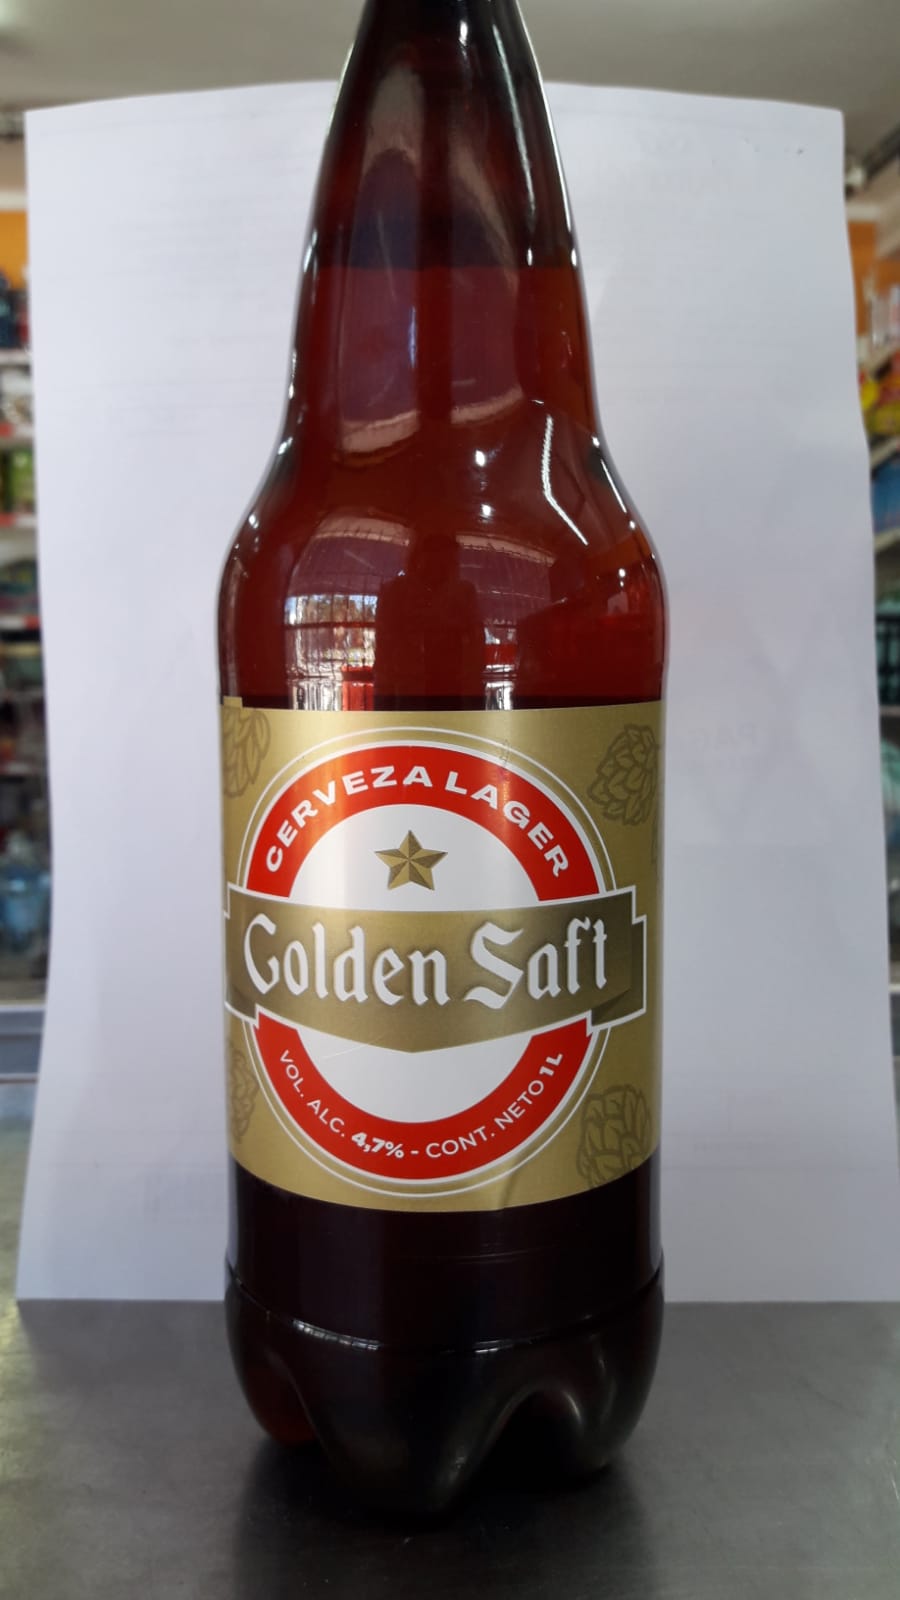 CERVEZA LAGER
Golden Saft
VOL. ALC. 4,7% - CONT. NETO 1L